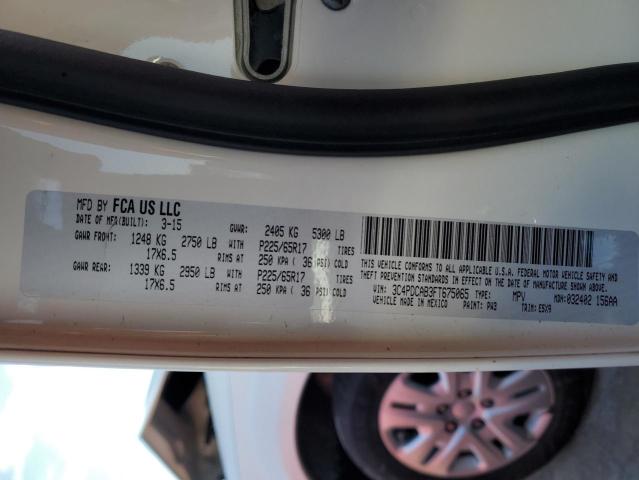 MFD BY FCA US LLC
DATE OF MFR(BUILT): 3-15 GVWR: 2405 KG 5300 LB
GAWR FRONT: 1248 KG 2750 LB WITH P225/65R17 TIRES
17X6.5 RIMS AT 250 KPA ( 36 PSI) COLD
GAWR REAR: 1339 KG 2950 LB WITH P225/65R17 TIRES
17X6.5 RIMS AT 250 KPA ( 36 PSI) COLD
THIS VEHICLE CONFORMS TO ALL APPLICABLE U.S.A. FEDERAL MOTOR VEHICLE SAFETY AND
THEFT PREVENTION STANDARDS IN EFFECT ON THE DATE OF MANUFACTURE SHOWN ABOVE.
VIN: 3C4PDCAB3FT675065 TYPE: MPV MDH: 032402 156AA
MADE IN MEXICO PAINT: PW3 TRIM: E5X9